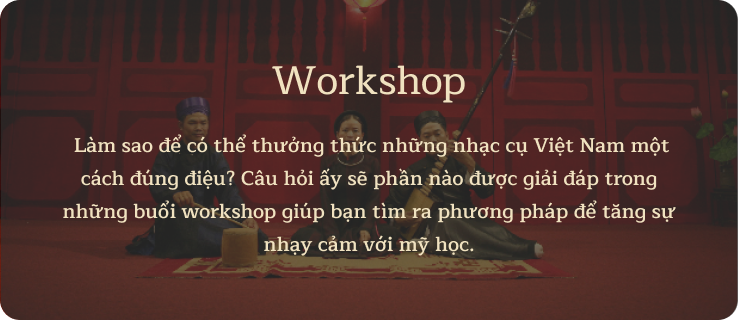 Workshop
Làm sao để có thể thưởng thức những nhạc cụ Việt Nam một
cách đúng điệu? Câu hỏi ấy sẽ phần nào được giải đáp trong
những buổi workshop giúp bạn tìm ra phương pháp để tăng sự
nhạy cảm với mỹ học.